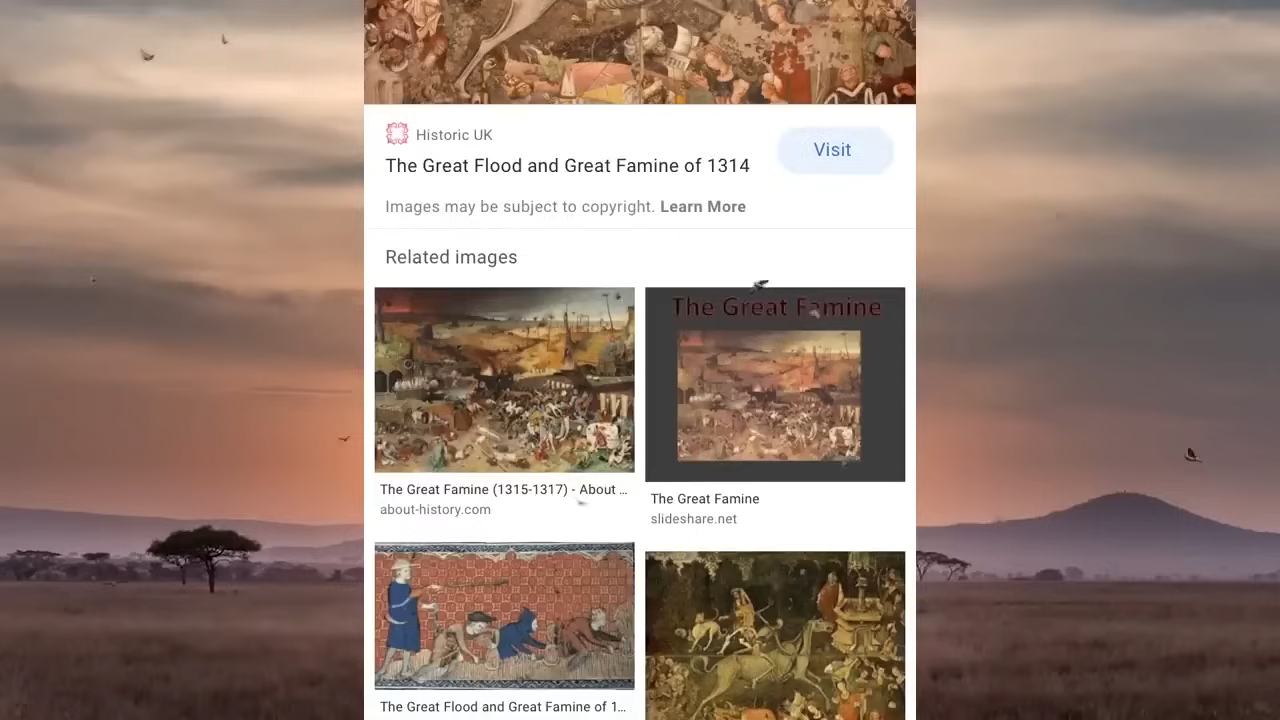 Historic UK
Visit
The Great Flood and Great Famine of 1314
Images may be subject to copyright. Learn More
Related images
The Great Famine
The Great Famine (1315-1317) - About ...
about-history.com
The Great Famine
slideshare.net
The Great Flood and Great Famine of 1...